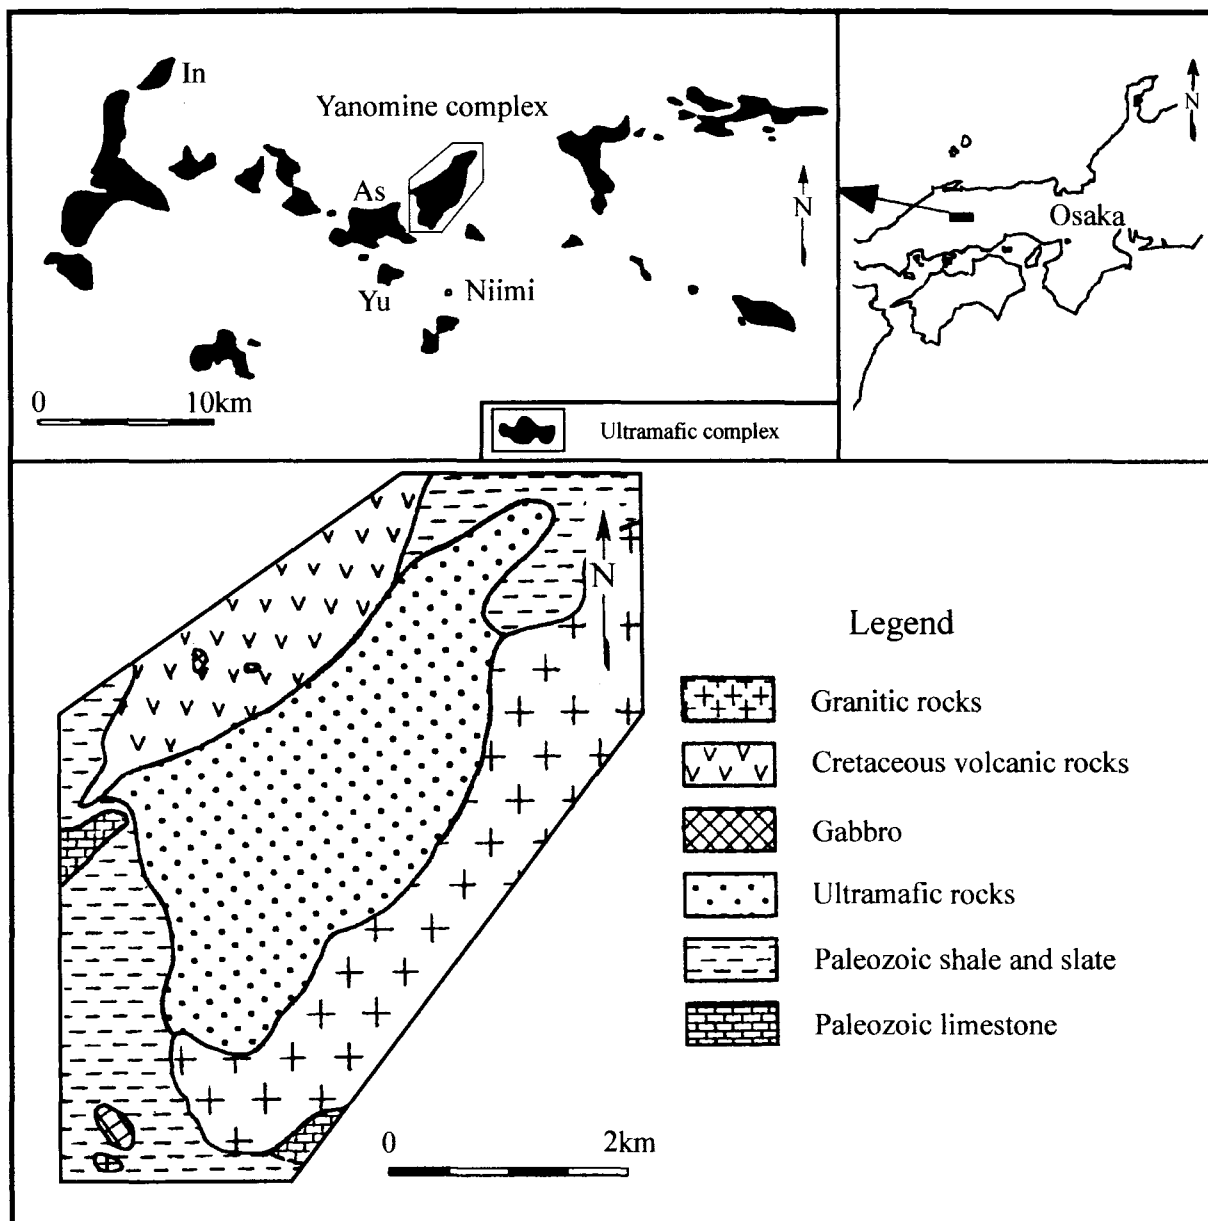 In
Yanomine complex
As
N
Yu
Niimi
0 10km
Ultramafic complex
N
Osaka
N
Legend
Granitic rocks
Cretaceous volcanic rocks
Gabbro
Ultramafic rocks
Paleozoic shale and slate
Paleozoic limestone
0 2km